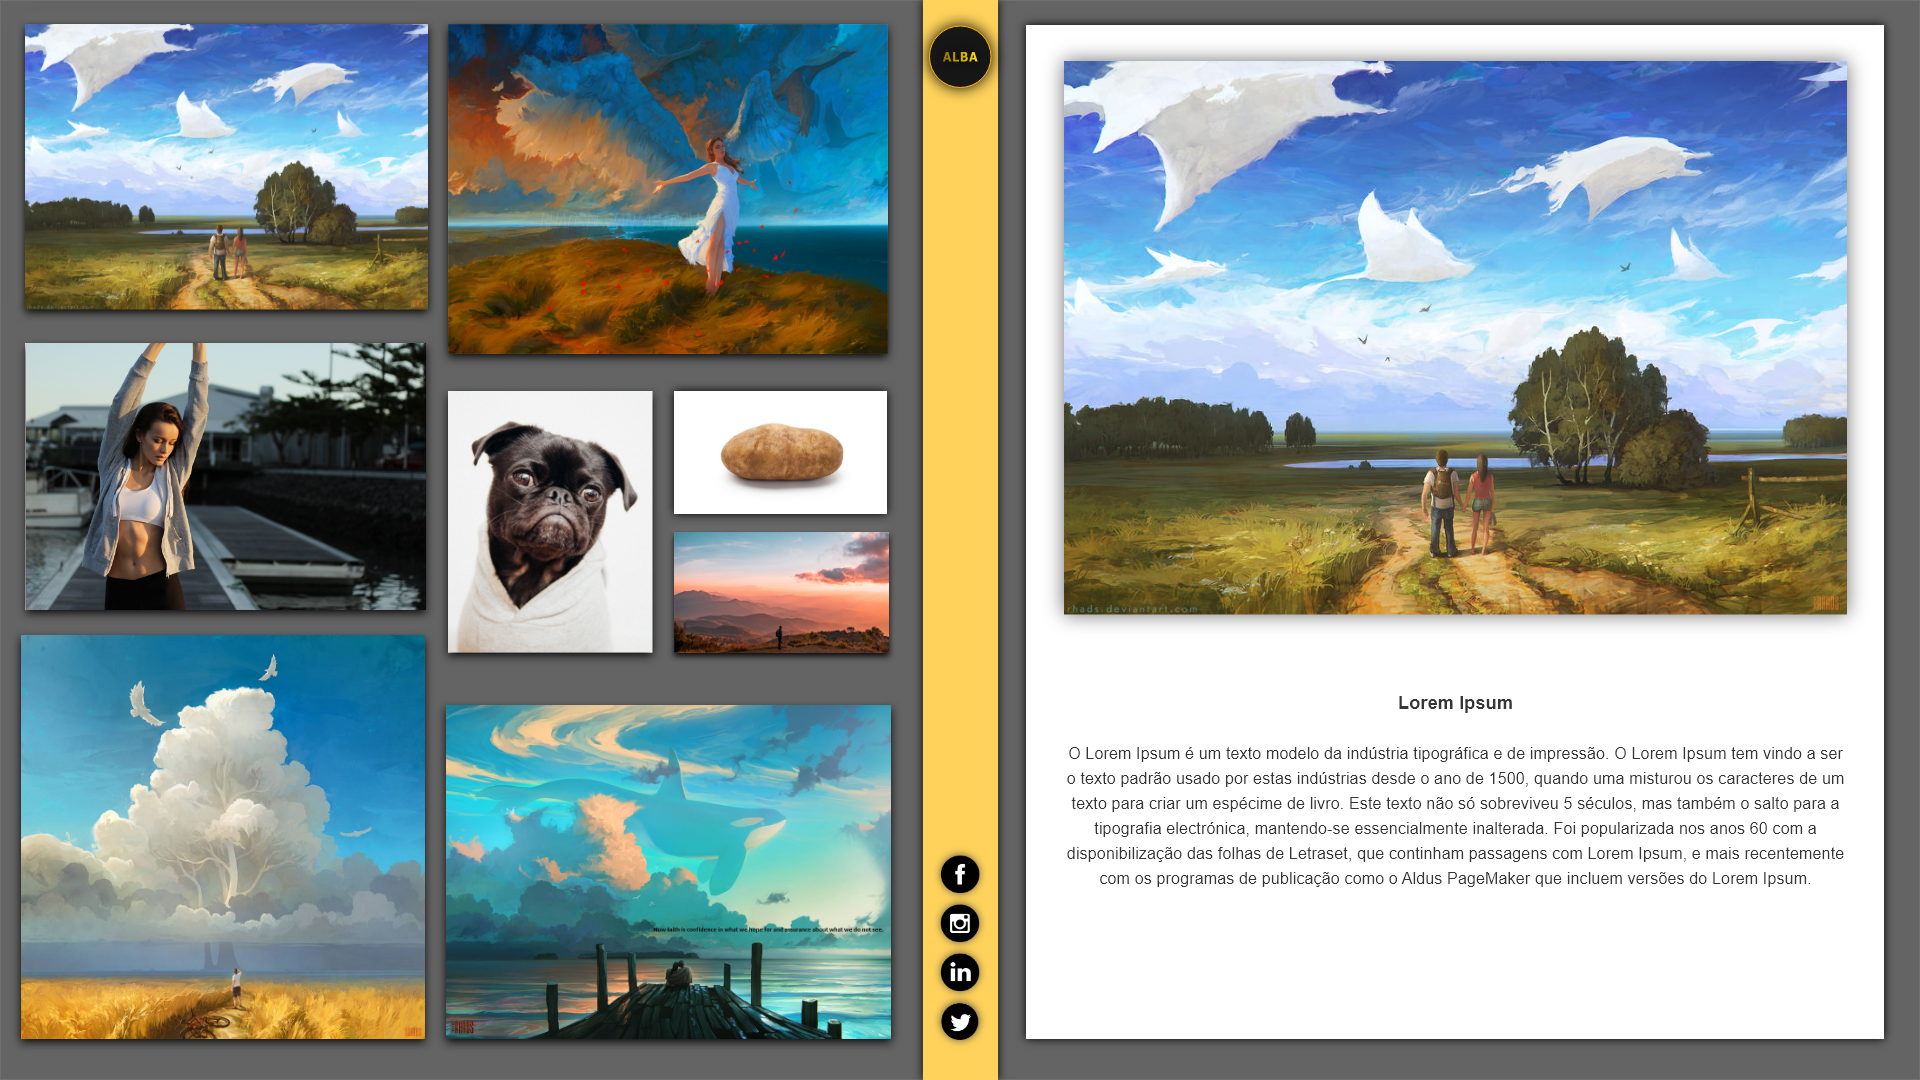 ALBA
rhads.deviantart.com
Now faith is confidence in what we hope for and assurance about what we do not see.
Lorem Ipsum
O Lorem Ipsum é um texto modelo da indústria tipográfica e de impressão. O Lorem Ipsum tem vindo a ser
o texto padrão usado por estas indústrias desde o ano de 1500, quando uma misturou os caracteres de um
texto para criar um espécime de livro. Este texto não só sobreviveu 5 séculos, mas também o salto para a
tipografia electrónica, mantendo-se essencialmente inalterada. Foi popularizada nos anos 60 com a
disponibilização das folhas de Letraset, que continham passagens com Lorem Ipsum, e mais recentemente
com os programas de publicação como o Aldus PageMaker que incluem versões do Lorem Ipsum.